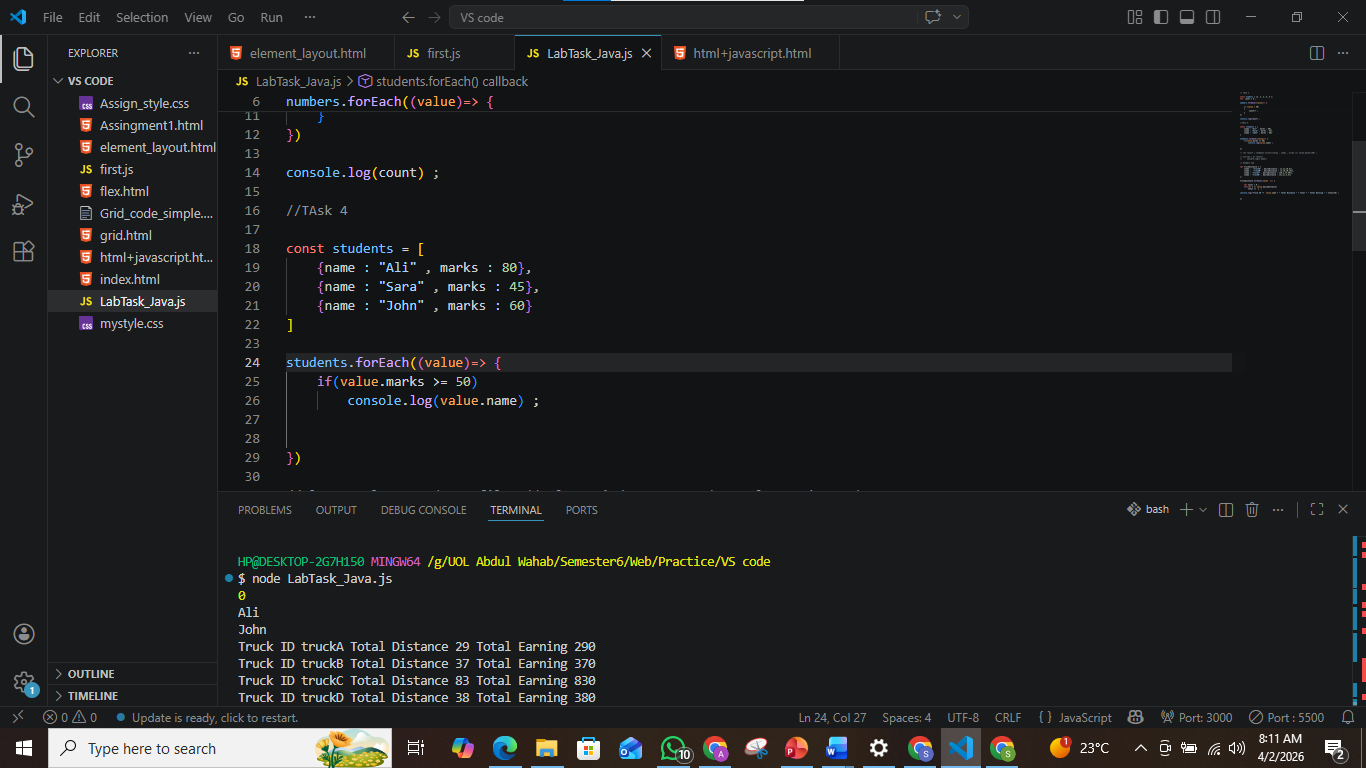 File Edit Selection View Go Run ··· VS code
EXPLORER ···
VS CODE
Assign_style.css
Assingment1.html
element_layout.html
first.js
flex.html
Grid_code_simple....
grid.html
html+javascript.ht...
index.html
LabTask_Java.js
mystyle.css
OUTLINE
TIMELINE
element_layout.html
JS first.js
JS LabTask_Java.js
html+javascript.html
JS LabTask_Java.js > students.forEach() callback
6 numbers.forEach((value)=> {
11 }
12 })
13
14 console.log(count) ;
15
16 //TAsk 4
17
18 const students = [
19 {name : "Ali" , marks : 80},
20 {name : "Sara" , marks : 45},
21 {name : "John" , marks : 60}
22 ]
23
24 students.forEach((value)=> {
25 if(value.marks >= 50)
26 console.log(value.name) ;
27
28
29 })
30
PROBLEMS OUTPUT DEBUG CONSOLE TERMINAL PORTS
bash
HP@DESKTOP-2G7H150 MINGW64 /g/UOL Abdul Wahab/Semester6/Web/Practice/VS code
$ node LabTask_Java.js
0
Ali
John
Truck ID truckA Total Distance 29 Total Earning 290
Truck ID truckB Total Distance 37 Total Earning 370
Truck ID truckC Total Distance 83 Total Earning 830
Truck ID truckD Total Distance 38 Total Earning 380
0 0 Update is ready, click to restart. Ln 24, Col 27 Spaces: 4 UTF-8 CRLF { } JavaScript Port: 3000 Port : 5500
Type here to search
10
1
23°C
8:11 AM
4/2/2026
2